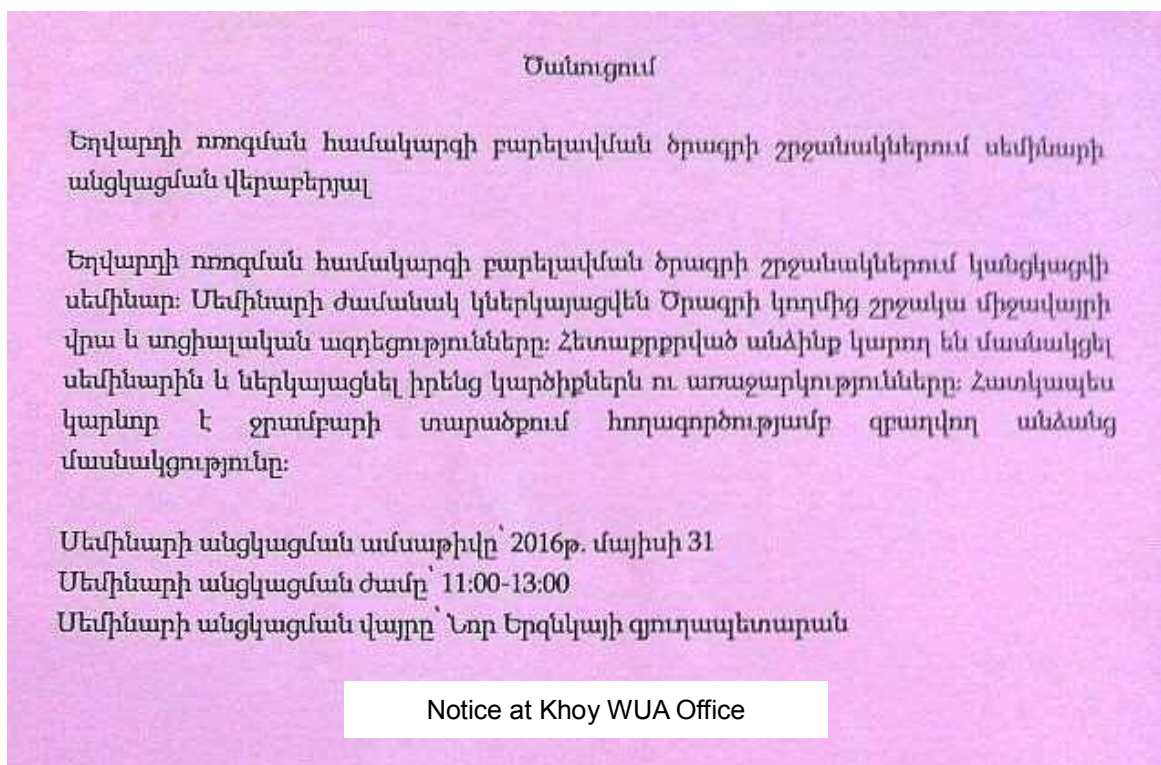 Ծանուցում
Եղվարդի ոռոգման համակարգի բարելավման ծրագրի շրջանակներում սեմինարի
անցկացման վերաբերյալ
Եղվարդի ոռոգման համակարգի բարելավման ծրագրի շրջանակներում կանցկացվի
սեմինար։ Սեմինարի ժամանակ կներկայացվեն Ծրագրի կողմից շրջակա միջավայրի
վրա և սոցիալական ազդեցությունները։ Հետաքրքրված անձինք կարող են մասնակցել
սեմինարին և ներկայացնել իրենց կարծիքներն ու առաջարկությունները։ Հատկապես
կարևոր է ջրամբարի տարածքում հողագործությամբ զբաղվող անձանց
մասնակցությունը։
Սեմինարի անցկացման ամսաթիվը՝ 2016թ. մայիսի 31
Սեմինարի անցկացման ժամը՝ 11:00-13:00
Սեմինարի անցկացման վայրը՝ Նոր Երզնկայի գյուղապետարան
Notice at Khoy WUA Office